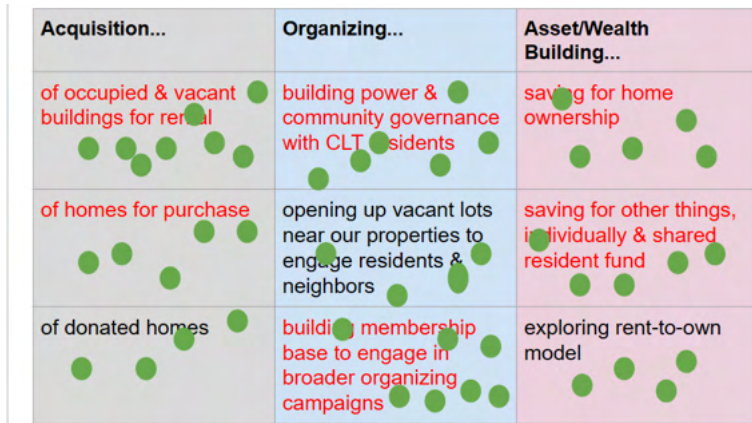 Acquisition...
Organizing...
Asset/Wealth
Building...
of occupied & vacant
buildings for rental
building power &
community governance
with CLT residents
saving for home
ownership
of homes for purchase
opening up vacant lots
near our properties to
engage residents &
neighbors
saving for other things,
individually & shared
resident fund
of donated homes
building membership
base to engage in
broader organizing
campaigns
exploring rent-to-own
model